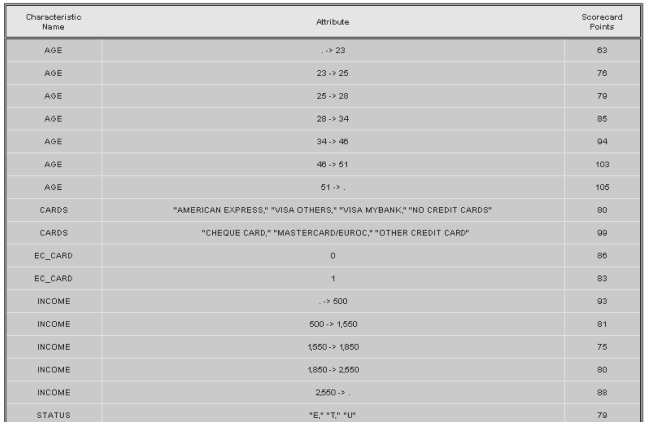 Characteristic Name Attribute Scorecard Points
AGE . -> 23 63
AGE 23 -> 25 76
AGE 25 -> 28 79
AGE 28 -> 34 85
AGE 34 -> 46 94
AGE 46 -> 51 103
AGE 51 -> . 105
CARDS "AMERICAN EXPRESS," "VISA OTHERS," "VISA MYBANK," "NO CREDIT CARDS" 80
CARDS "CHEQUE CARD," "MASTERCARD/EUROC," "OTHER CREDIT CARD" 99
EC_CARD 0 86
EC_CARD 1 83
INCOME . -> 500 93
INCOME 500 -> 1,550 81
INCOME 1,550 -> 1,850 75
INCOME 1,850 -> 2,550 80
INCOME 2,550 -> . 88
STATUS "E," "T," "U" 79